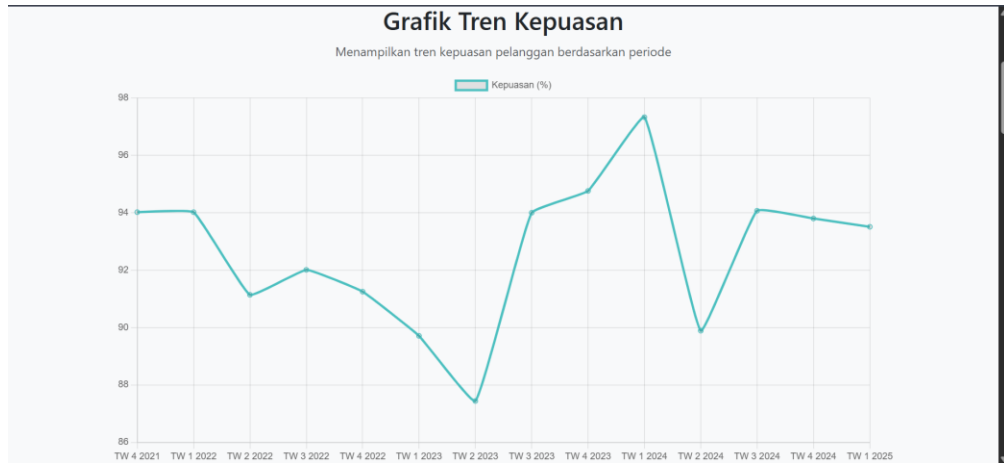 Grafik Tren Kepuasan
Menampilkan tren kepuasan pelanggan berdasarkan periode
Kepuasan (%)
98
96
94
92
90
88
86
TW 4 2021 TW 1 2022 TW 2 2022 TW 3 2022 TW 4 2022 TW 1 2023 TW 2 2023 TW 3 2023 TW 4 2023 TW 1 2024 TW 2 2024 TW 3 2024 TW 4 2024 TW 1 2025